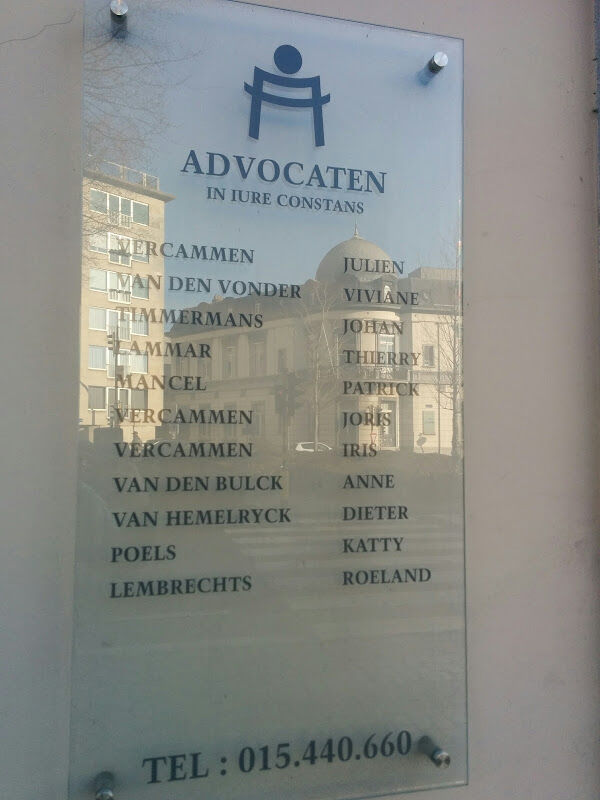 ADVOCATEN
IN IURE CONSTANS
VERCAMMEN JULIEN
VAN DEN VONDER VIVIANE
TIMMERMANS JOHAN
LAMMAR THIERRY
MANCEL PATRICK
VERCAMMEN JORIS
VERCAMMEN IRIS
VAN DEN BULCK ANNE
VAN HEMELRYCK DIETER
POELS KATTY
LEMBRECHTS ROELAND
TEL : 015.440.660